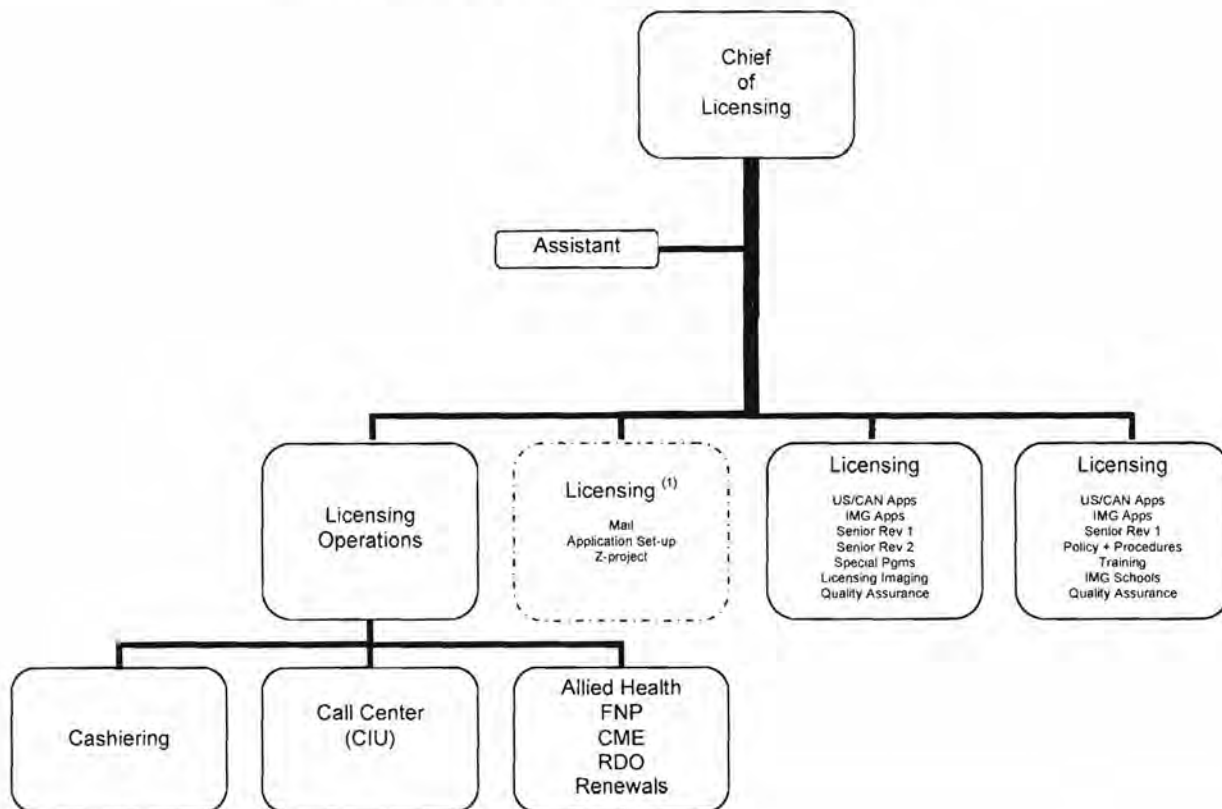 Chief
of
Licensing
Assistant
Licensing
Operations
Licensing (1)
Mail
Application Set-up
Z-project
Licensing
US/CAN Apps
IMG Apps
Senior Rev 1
Senior Rev 2
Special Pgms
Licensing Imaging
Quality Assurance
Licensing
US/CAN Apps
IMG Apps
Senior Rev 1
Policy + Procedures
Training
IMG Schools
Quality Assurance
Cashiering
Call Center
(CIU)
Allied Health
FNP
CME
RDO
Renewals